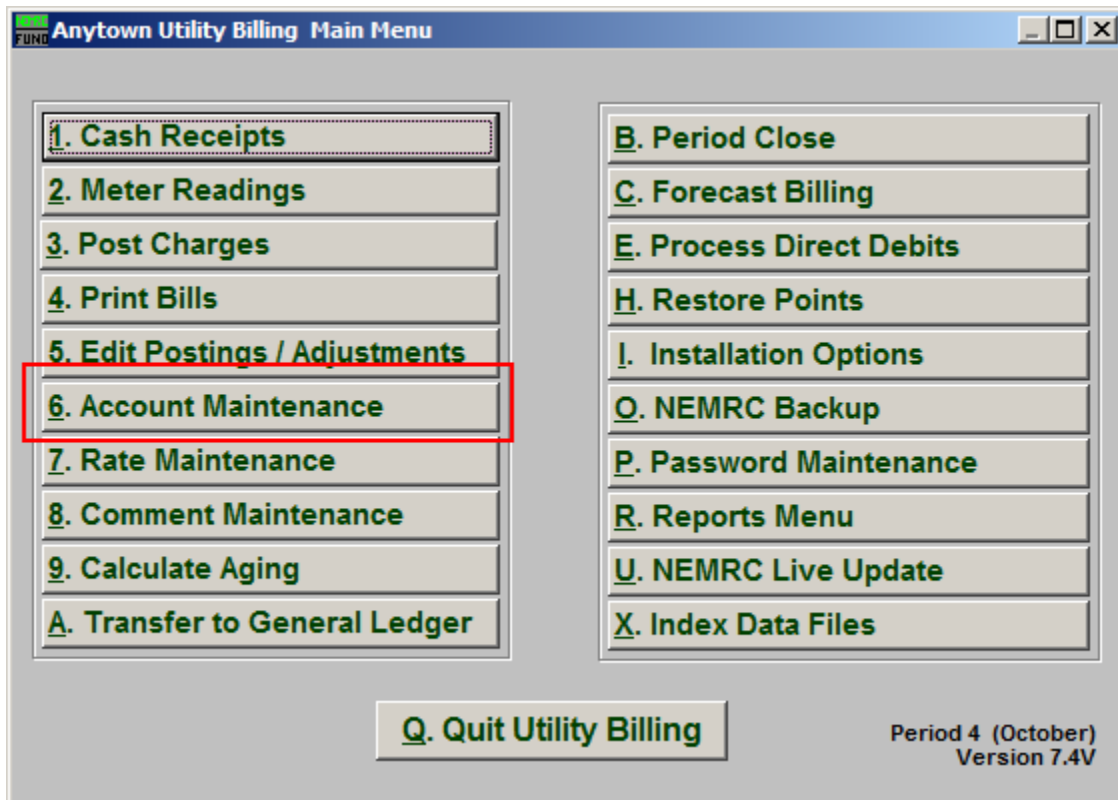 NEMRC
FUND
Anytown Utility Billing Main Menu
1. Cash Receipts
2. Meter Readings
3. Post Charges
4. Print Bills
5. Edit Postings / Adjustments
6. Account Maintenance
7. Rate Maintenance
8. Comment Maintenance
9. Calculate Aging
A. Transfer to General Ledger
B. Period Close
C. Forecast Billing
E. Process Direct Debits
H. Restore Points
I. Installation Options
O. NEMRC Backup
P. Password Maintenance
R. Reports Menu
U. NEMRC Live Update
X. Index Data Files
Q. Quit Utility Billing
Period 4 (October)
Version 7.4V